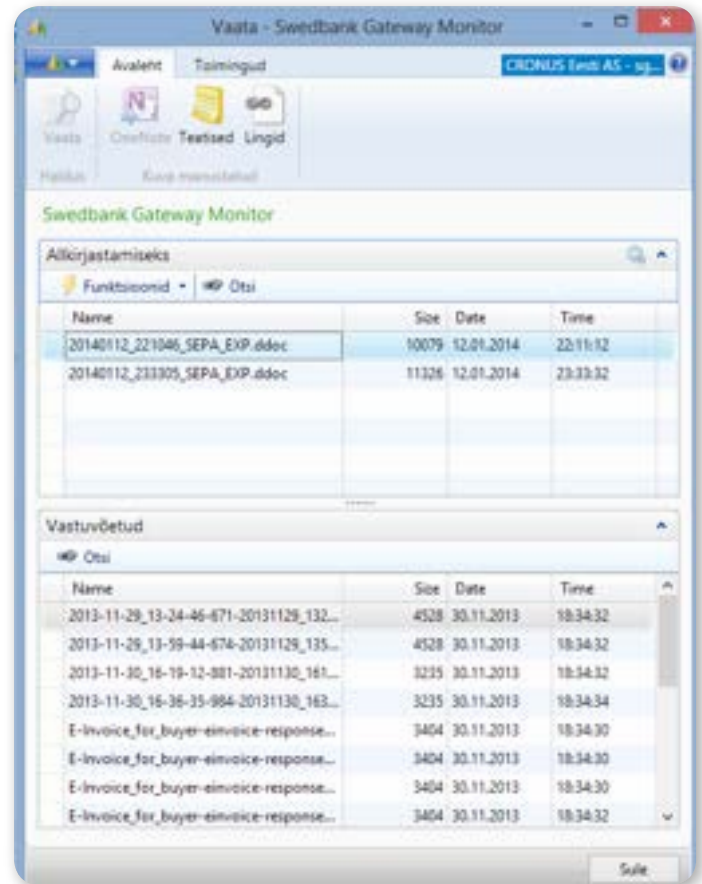 Vaata - Swedbank Gateway Monitor
Avaleht Toimingud CRONUS Eesti AS - sg...
Vaata OneNote Teatised Lingid
Haldus Kuva manustatud
Swedbank Gateway Monitor
Allkirjastamiseks
Funktsioonid Otsi
Name Size Date Time
20140112_221046_SEPA_EXP.ddoc 10079 12.01.2014 22:11:12
20140112_233305_SEPA_EXP.ddoc 11326 12.01.2014 23:33:32
Vastuvõetud
Otsi
Name Size Date Time
2013-11-29_13-24-46-671-20131129_132... 4528 30.11.2013 18:34:32
2013-11-29_13-59-44-674-20131129_135... 4528 30.11.2013 18:34:32
2013-11-30_16-19-12-881-20131130_161... 3235 30.11.2013 18:34:32
2013-11-30_16-36-35-984-20131130_163... 3235 30.11.2013 18:34:34
E-Invoice_for_buyer-einvoice-response... 3404 30.11.2013 18:34:30
E-Invoice_for_buyer-einvoice-response... 3404 30.11.2013 18:34:30
E-Invoice_for_buyer-einvoice-response... 3404 30.11.2013 18:34:30
E-Invoice_for_buyer-einvoice-response... 3404 30.11.2013 18:34:32
Sule